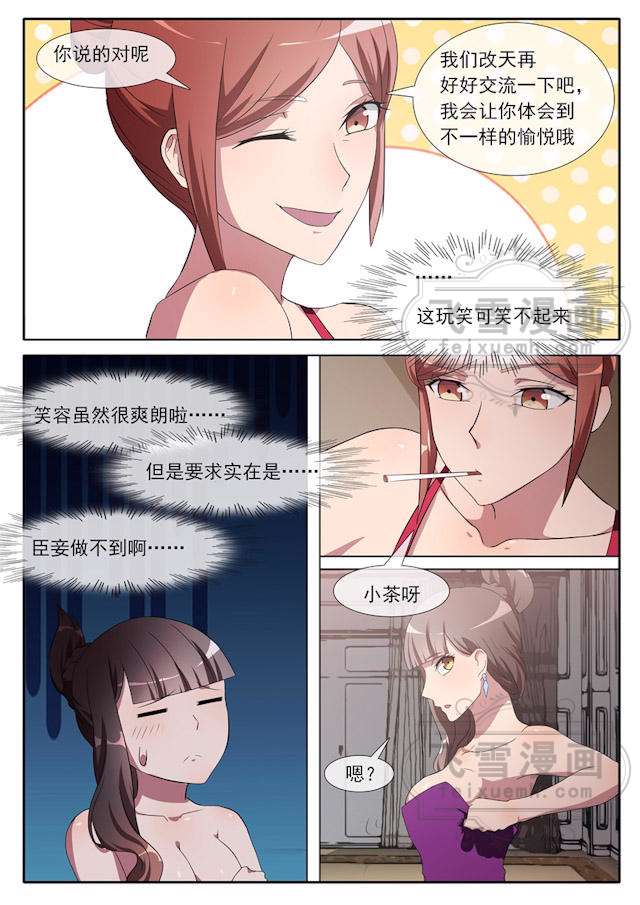 你说的对呢
我们改天再
好好交流一下吧，
我会让你体会到
不一样的愉悦哦
……
这玩笑可笑不起来
飞雪漫画
feixuemh.com
笑容虽然很爽朗啦……
但是要求实在是……
臣妾做不到啊……
小茶呀
嗯？
飞雪漫画
feixuemh.com